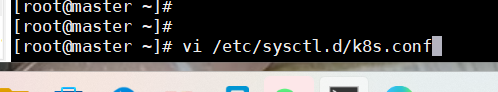 [root@master ~]#
[root@master ~]#
[root@master ~]# vi /etc/sysctl.d/k8s.conf